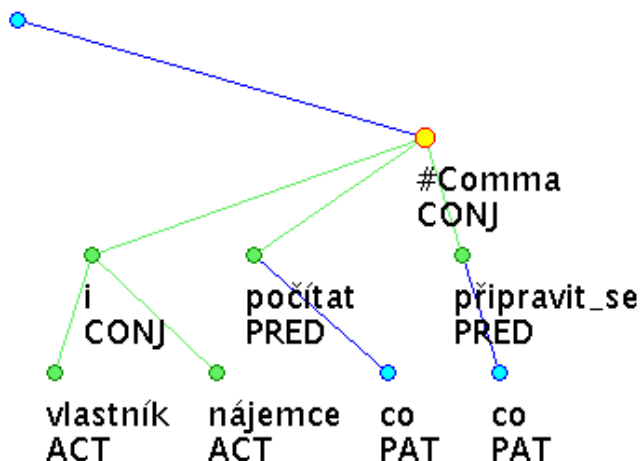 #Comma
CONJ
i
CONJ
počítat
PRED
připravit_se
PRED
vlastník
ACT
nájemce
ACT
co
PAT
co
PAT